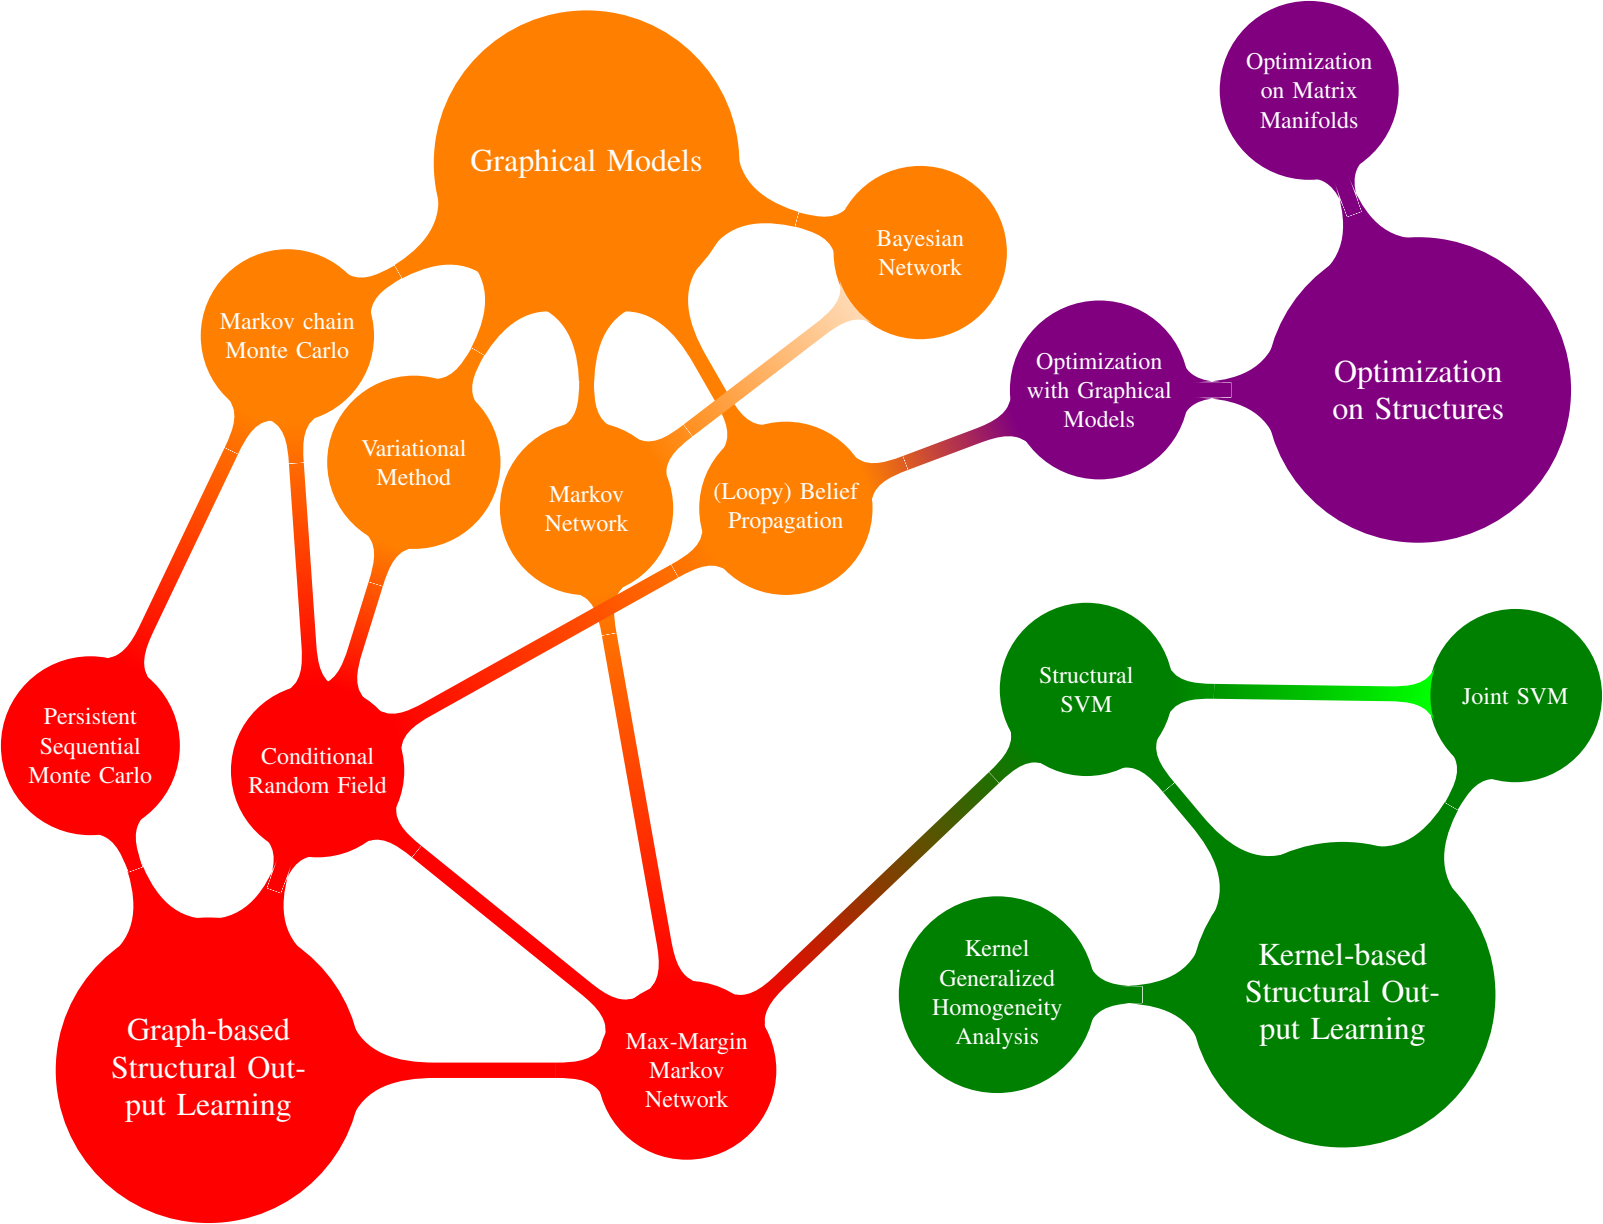 Graphical Models
Optimization
on Matrix
Manifolds
Bayesian
Network
Markov chain
Monte Carlo
Optimization
with Graphical
Models
Optimization
on Structures
Variational
Method
Markov
Network
(Loopy) Belief
Propagation
Structural
SVM
Joint SVM
Persistent
Sequential
Monte Carlo
Conditional
Random Field
Kernel
Generalized
Homogeneity
Analysis
Kernel-based
Structural Out-
put Learning
Graph-based
Structural Out-
put Learning
Max-Margin
Markov
Network